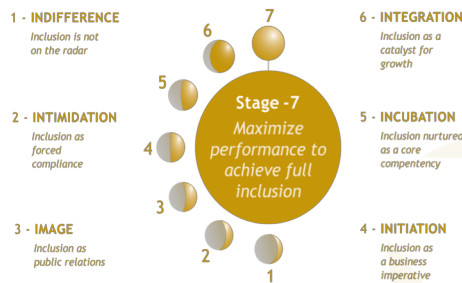 1 - INDIFFERENCE
Inclusion is not
on the radar
2 - INTIMIDATION
Inclusion as
forced
compliance
3 - IMAGE
Inclusion as
public relations
7
6
5
4
3
2
1
Stage -7
Maximize
performance to
achieve full
inclusion
6 - INTEGRATION
Inclusion as a
catalyst for
growth
5 - INCUBATION
Inclusion nurtured
as a core
compentency
4 - INITIATION
Inclusion as
a business
imperative